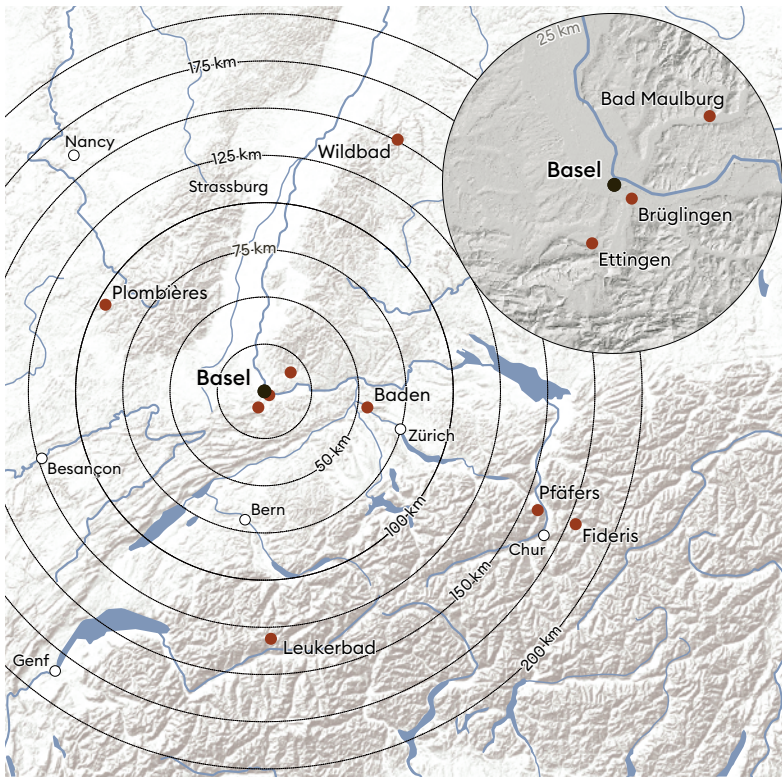 25 km
175 km
Bad Maulburg
Nancy
Wildbad
125 km
Basel
Strassburg
Brüglingen
75 km
Ettingen
Plombières
Basel
Baden
Zürich
50 km
Besançon
Pfäfers
Bern
100 km
Fideris
Chur
150 km
Leukerbad
200 km
Genf